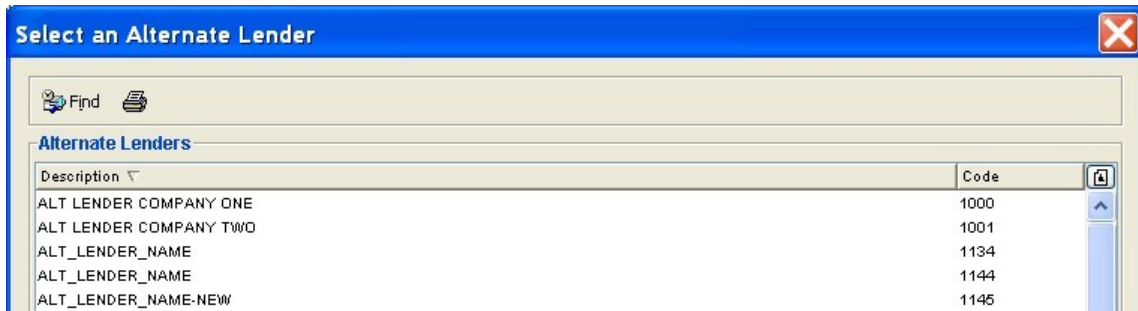 Select an Alternate Lender
Find
Alternate Lenders
Description Code
ALT LENDER COMPANY ONE 1000
ALT LENDER COMPANY TWO 1001
ALT_LENDER_NAME 1134
ALT_LENDER_NAME 1144
ALT_LENDER_NAME-NEW 1145